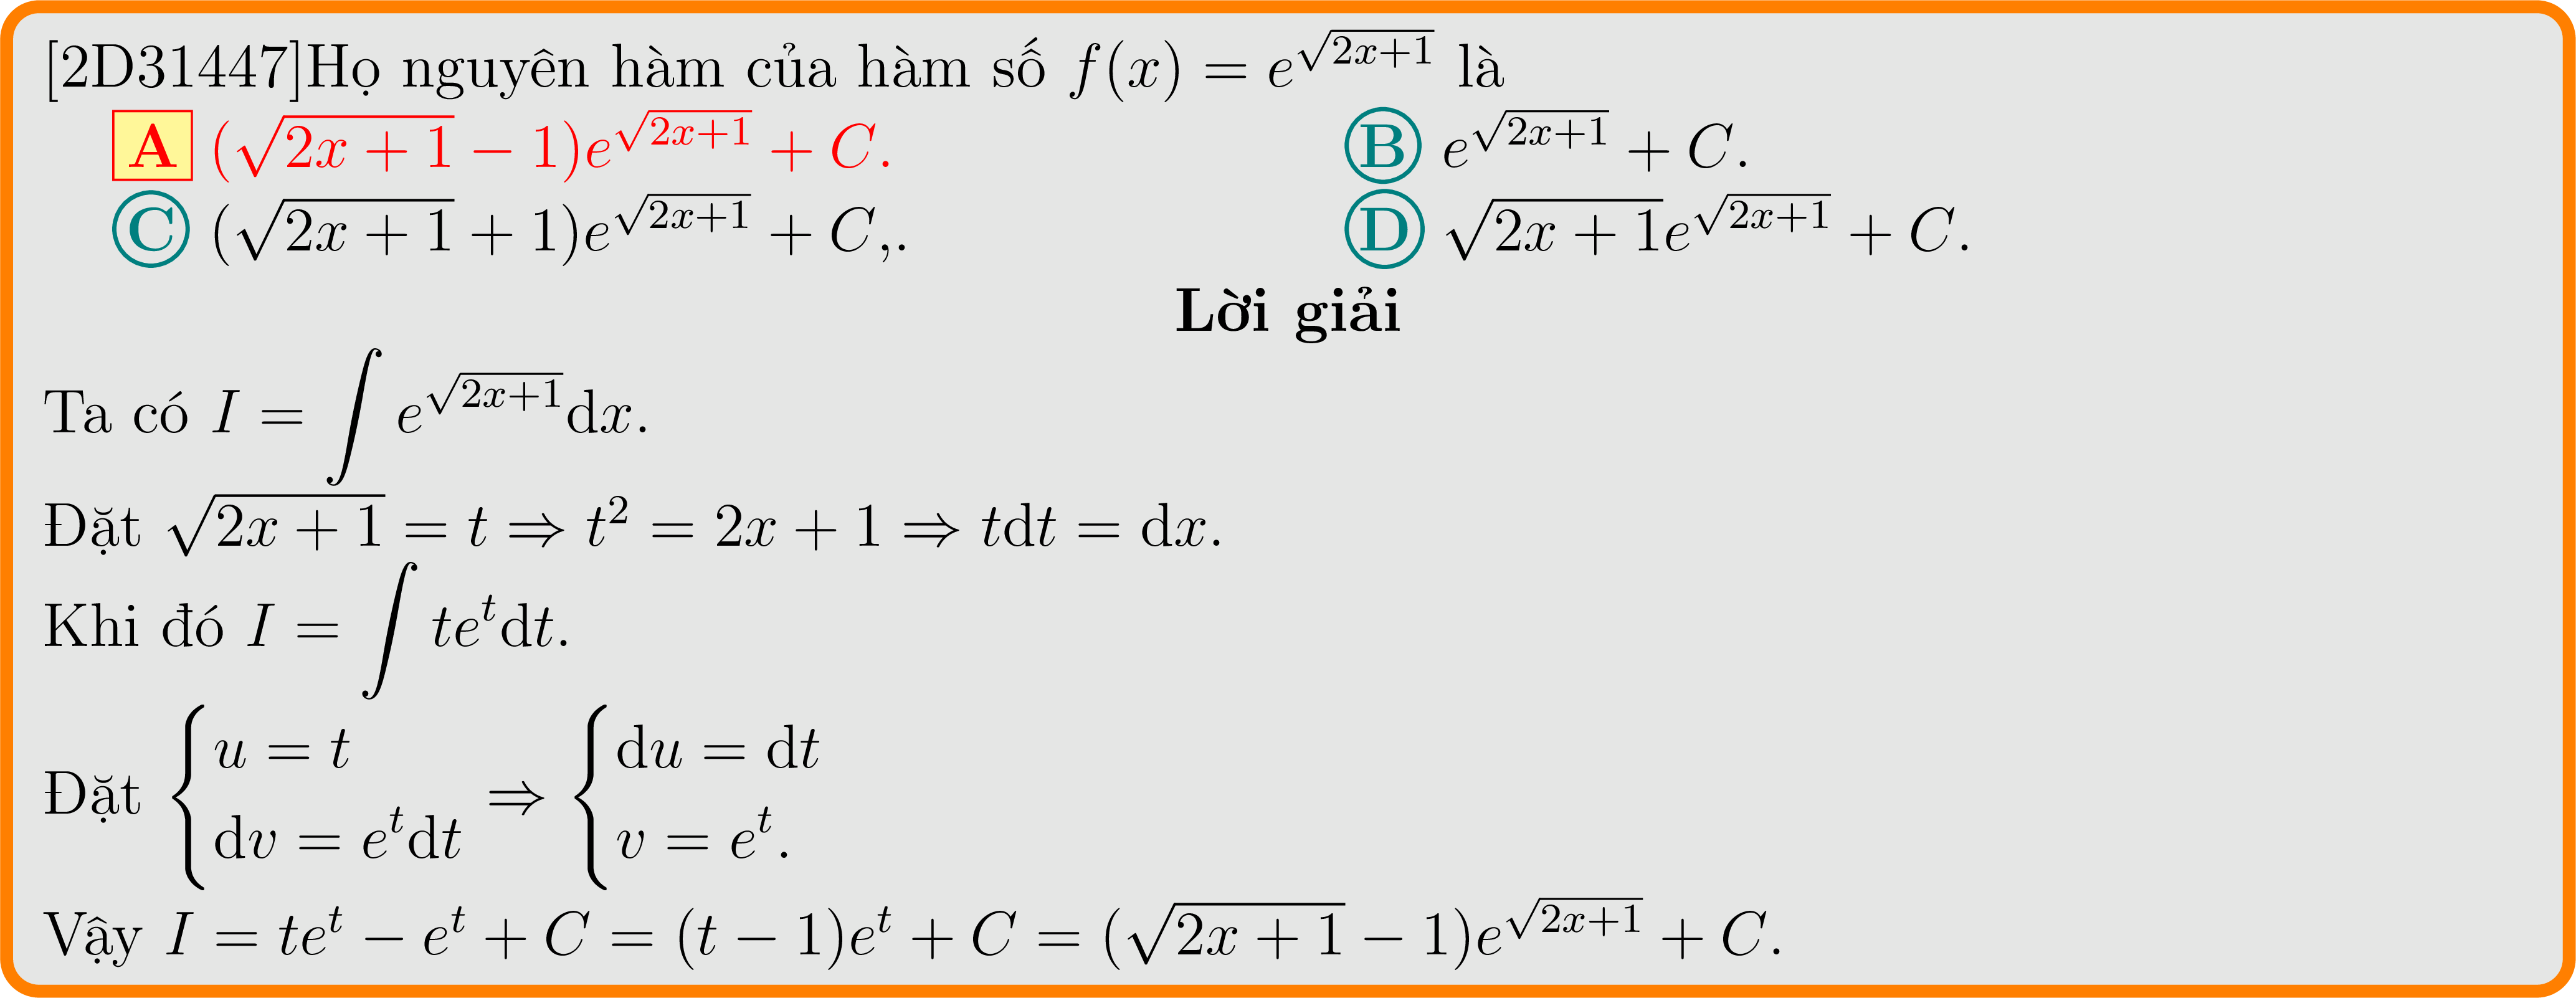 [2D31447]Họ nguyên hàm của hàm số $f(x) = e^{\sqrt{2x+1}}$ là
A $(\sqrt{2x+1} - 1)e^{\sqrt{2x+1}} + C.$ B $e^{\sqrt{2x+1}} + C.$
C $(\sqrt{2x+1} + 1)e^{\sqrt{2x+1}} + C,.$ D $\sqrt{2x+1}e^{\sqrt{2x+1}} + C.$
Lời giải
Ta có $I = \int e^{\sqrt{2x+1}}\mathrm{d}x.$
Đặt $\sqrt{2x+1} = t \Rightarrow t^2 = 2x + 1 \Rightarrow t\mathrm{d}t = \mathrm{d}x.$
Khi đó $I = \int te^t\mathrm{d}t.$
Đặt $\begin{cases} u = t \\ \mathrm{d}v = e^t\mathrm{d}t \end{cases} \Rightarrow \begin{cases} \mathrm{d}u = \mathrm{d}t \\ v = e^t. \end{cases}$
Vậy $I = te^t - e^t + C = (t - 1)e^t + C = (\sqrt{2x+1} - 1)e^{\sqrt{2x+1}} + C.$